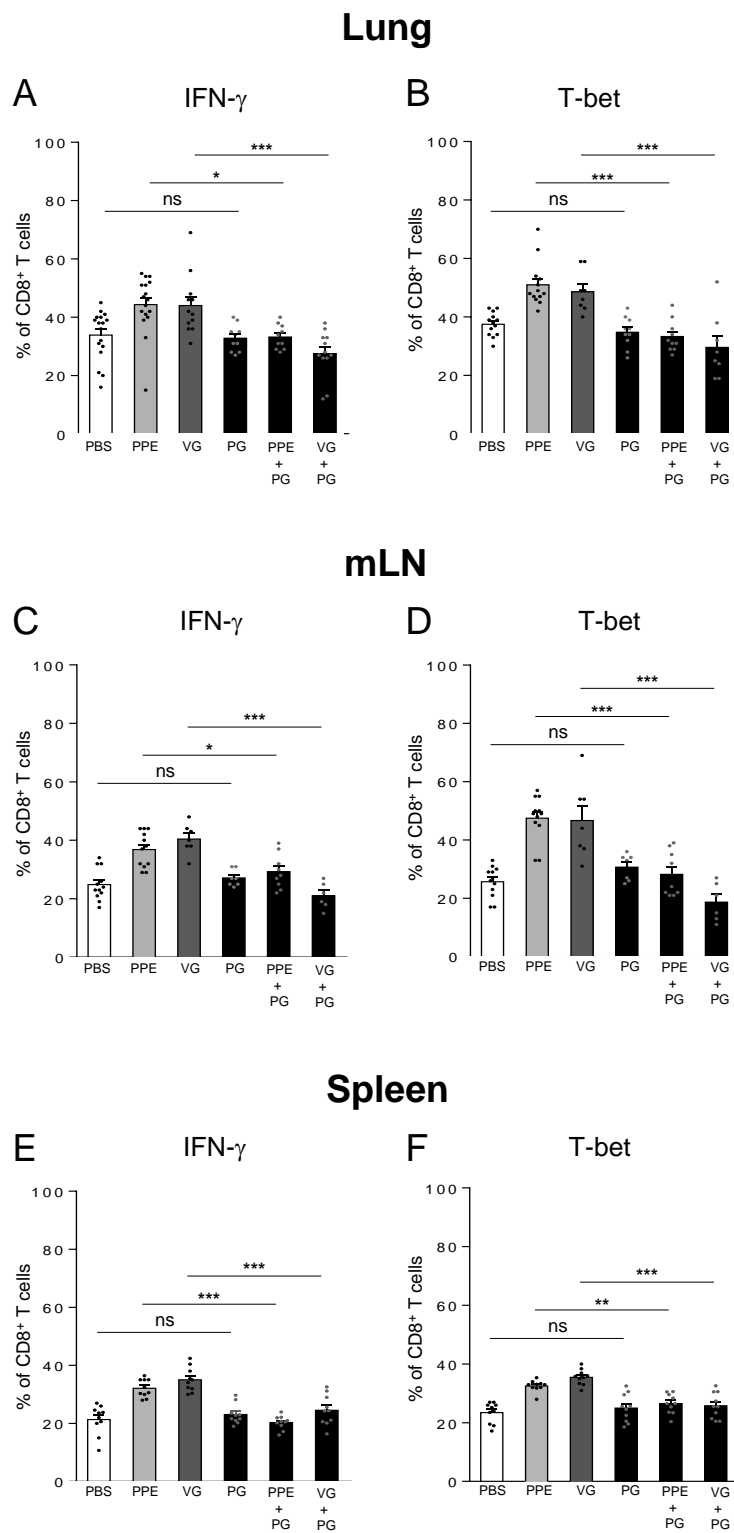 Lung
A
IFN-γ
% of CD8+ T cells
100
80
60
40
20
0
***
*
ns
PBS PPE VG PG PPE + PG VG + PG
B
T-bet
% of CD8+ T cells
100
80
60
40
20
0
***
***
ns
PBS PPE VG PG PPE + PG VG + PG
mLN
C
IFN-γ
% of CD8+ T cells
100
80
60
40
20
0
***
*
ns
PBS PPE VG PG PPE + PG VG + PG
D
T-bet
% of CD8+ T cells
100
80
60
40
20
0
***
***
ns
PBS PPE VG PG PPE + PG VG + PG
Spleen
E
IFN-γ
% of CD8+ T cells
100
80
60
40
20
0
***
***
ns
PBS PPE VG PG PPE + PG VG + PG
F
T-bet
% of CD8+ T cells
100
80
60
40
20
0
***
**
ns
PBS PPE VG PG PPE + PG VG + PG